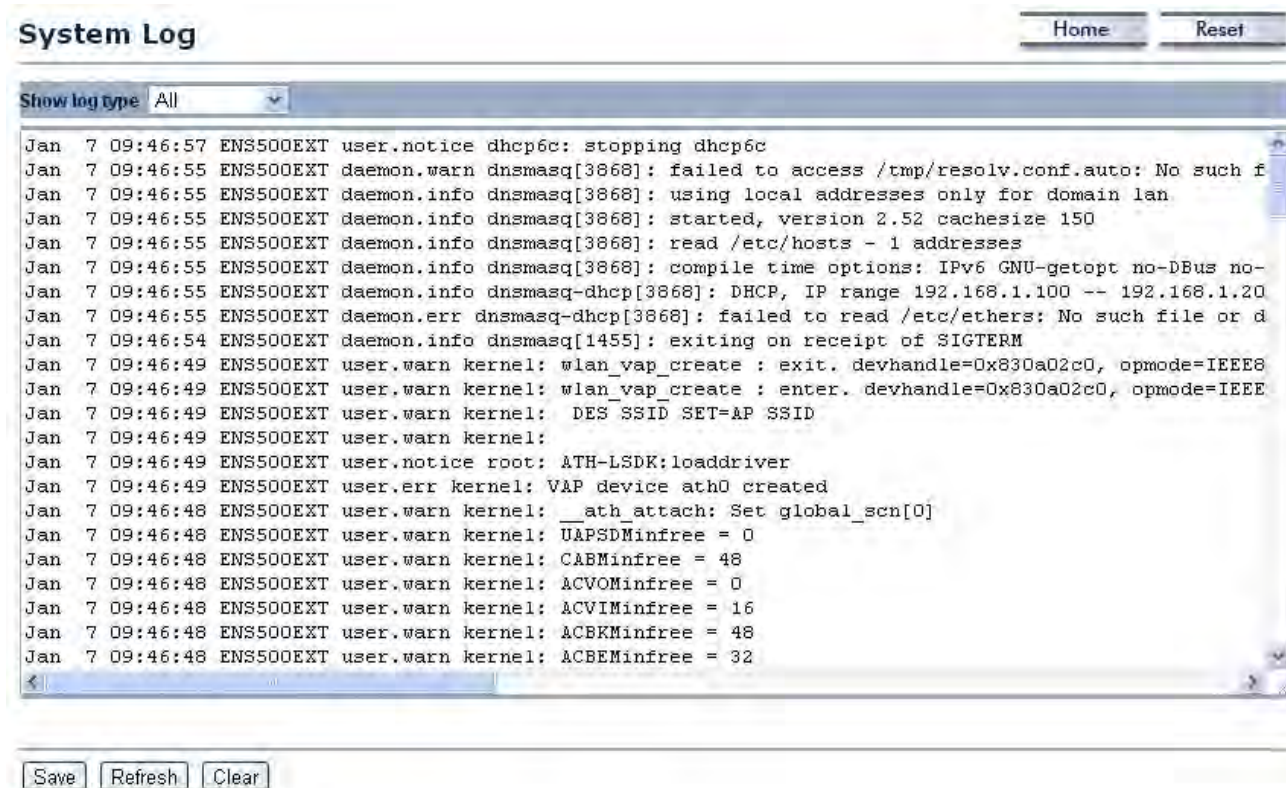 System Log
Home
Reset
Show log type All
Jan  7 09:46:57 ENS500EXT user.notice dhcp6c: stopping dhcp6c
Jan  7 09:46:55 ENS500EXT daemon.warn dnsmasq[3868]: failed to access /tmp/resolv.conf.auto: No such f
Jan  7 09:46:55 ENS500EXT daemon.info dnsmasq[3868]: using local addresses only for domain lan
Jan  7 09:46:55 ENS500EXT daemon.info dnsmasq[3868]: started, version 2.52 cachesize 150
Jan  7 09:46:55 ENS500EXT daemon.info dnsmasq[3868]: read /etc/hosts - 1 addresses
Jan  7 09:46:55 ENS500EXT daemon.info dnsmasq[3868]: compile time options: IPv6 GNU-getopt no-DBus no-
Jan  7 09:46:55 ENS500EXT daemon.info dnsmasq-dhcp[3868]: DHCP, IP range 192.168.1.100 -- 192.168.1.20
Jan  7 09:46:55 ENS500EXT daemon.err dnsmasq-dhcp[3868]: failed to read /etc/ethers: No such file or d
Jan  7 09:46:54 ENS500EXT daemon.info dnsmasq[1455]: exiting on receipt of SIGTERM
Jan  7 09:46:49 ENS500EXT user.warn kernel: wlan_vap_create : exit. devhandle=0x830a02c0, opmode=IEEE8
Jan  7 09:46:49 ENS500EXT user.warn kernel: wlan_vap_create : enter. devhandle=0x830a02c0, opmode=IEEE
Jan  7 09:46:49 ENS500EXT user.warn kernel:  DES SSID SET=AP SSID
Jan  7 09:46:49 ENS500EXT user.warn kernel:
Jan  7 09:46:49 ENS500EXT user.notice root: ATH-LSDK:loaddriver
Jan  7 09:46:49 ENS500EXT user.err kernel: VAP device ath0 created
Jan  7 09:46:48 ENS500EXT user.warn kernel: __ath_attach: Set global_scn[0]
Jan  7 09:46:48 ENS500EXT user.warn kernel: UAPSDMinfree = 0
Jan  7 09:46:48 ENS500EXT user.warn kernel: CABMinfree = 48
Jan  7 09:46:48 ENS500EXT user.warn kernel: ACVOMinfree = 0
Jan  7 09:46:48 ENS500EXT user.warn kernel: ACVIMinfree = 16
Jan  7 09:46:48 ENS500EXT user.warn kernel: ACBKMinfree = 48
Jan  7 09:46:48 ENS500EXT user.warn kernel: ACBEMinfree = 32
Save Refresh Clear